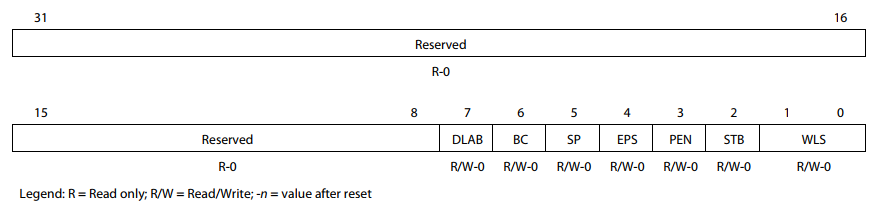 31 16
Reserved
R-0
15 8 7 6 5 4 3 2 1 0
Reserved DLAB BC SP EPS PEN STB WLS
R-0 R/W-0 R/W-0 R/W-0 R/W-0 R/W-0 R/W-0 R/W-0
Legend: R = Read only; R/W = Read/Write; -n = value after reset